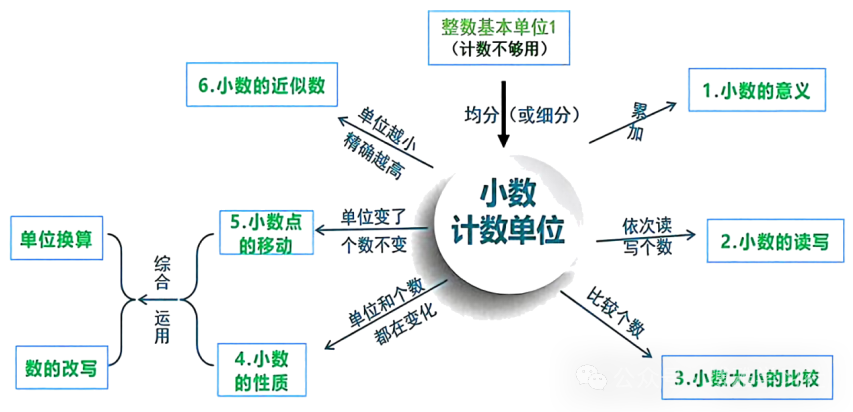 整数基本单位1
（计数不够用）
6.小数的近似数
均分（或细分）
累加
1.小数的意义
单位越小
精确越高
小数
计数单位
5.小数点
的移动
单位变了
个数不变
依次读
写个数
2.小数的读写
单位换算
综合
运用
单位和个数
都在变化
比较个数
数的改写
4.小数
的性质
3.小数大小的比较